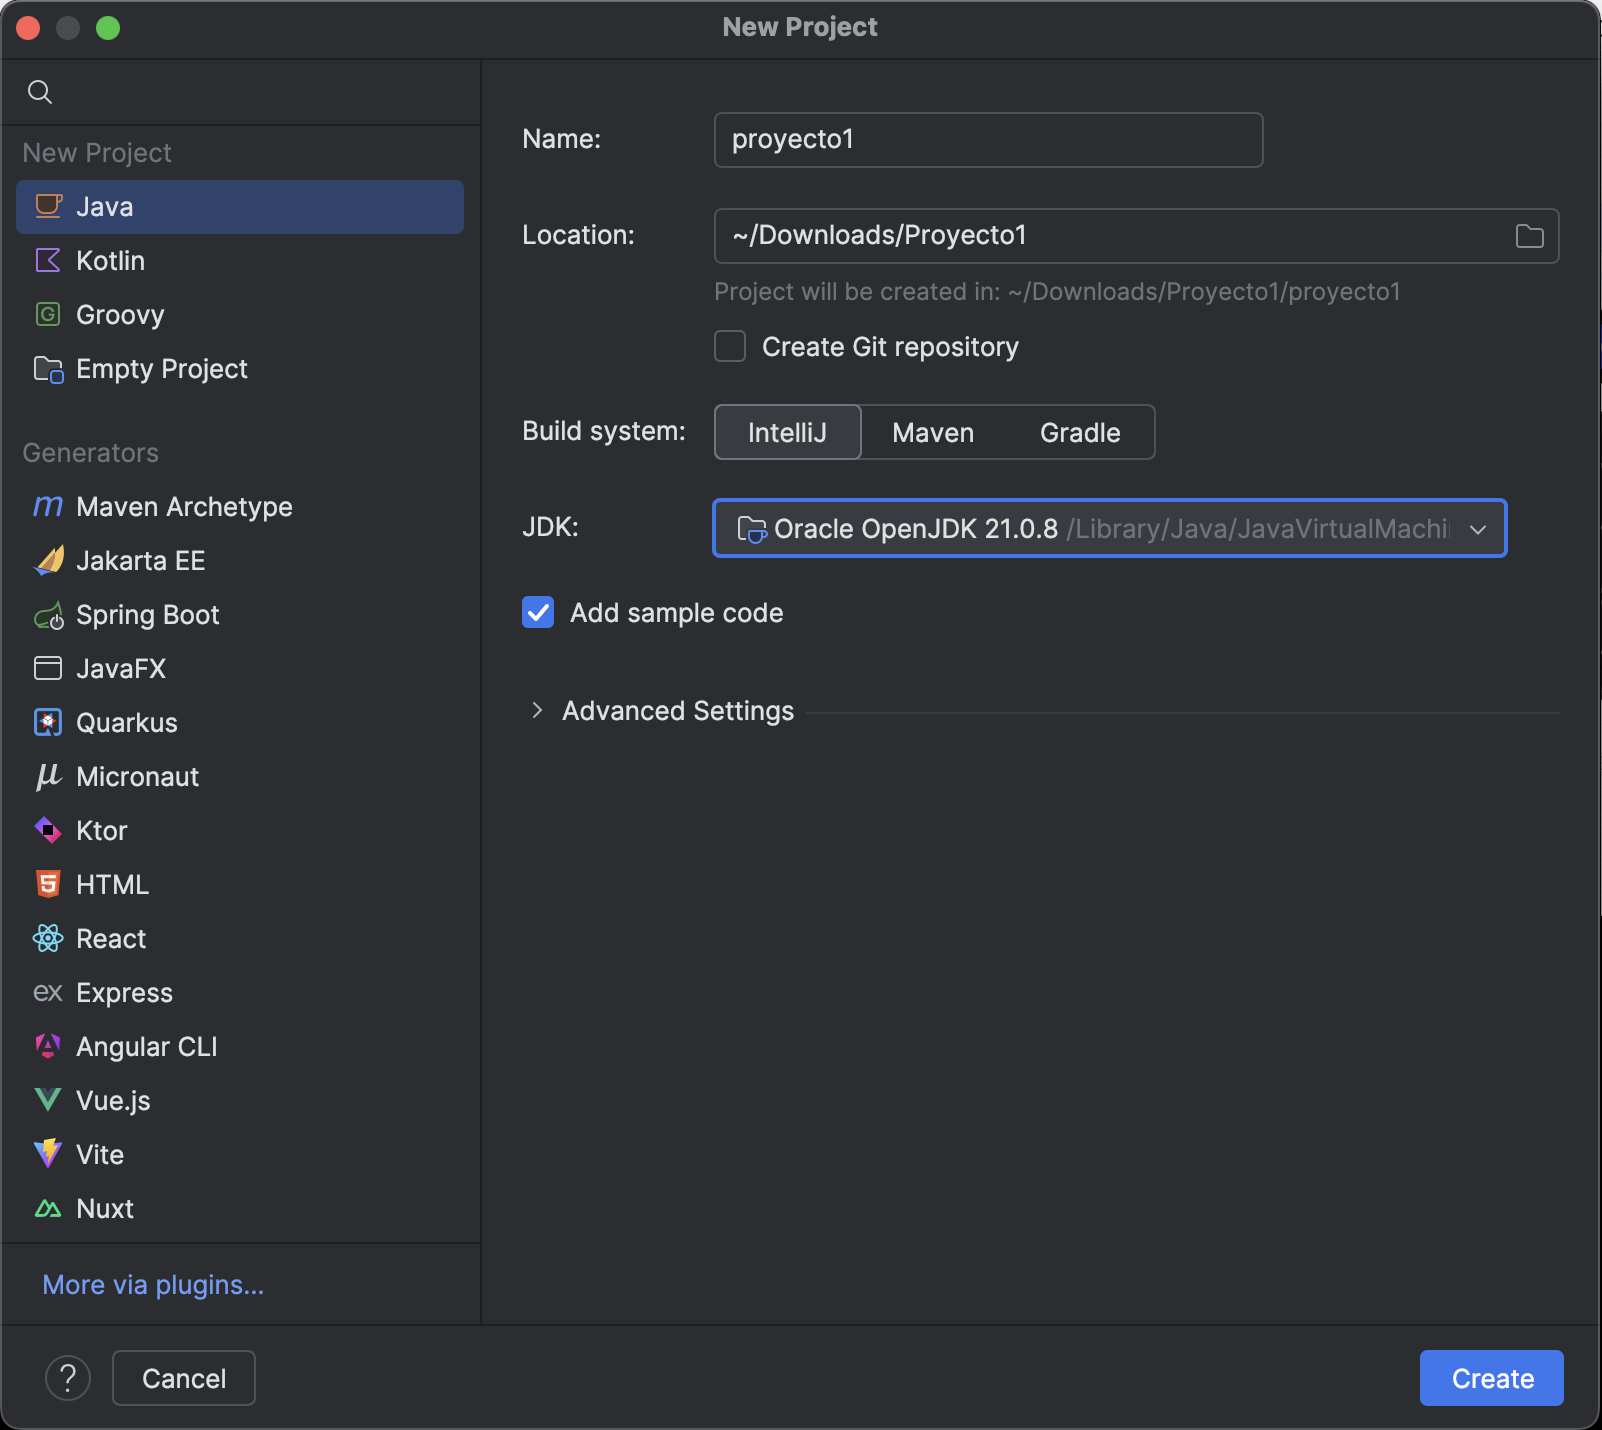 New Project
New Project
Java
Kotlin
Groovy
Empty Project
Generators
Maven Archetype
Jakarta EE
Spring Boot
JavaFX
Quarkus
Micronaut
Ktor
HTML
React
Express
Angular CLI
Vue.js
Vite
Nuxt
More via plugins...
Name: proyecto1
Location: ~/Downloads/Proyecto1
Project will be created in: ~/Downloads/Proyecto1/proyecto1
Create Git repository
Build system: IntelliJ Maven Gradle
JDK: Oracle OpenJDK 21.0.8 /Library/Java/JavaVirtualMachi
Add sample code
Advanced Settings
? Cancel Create